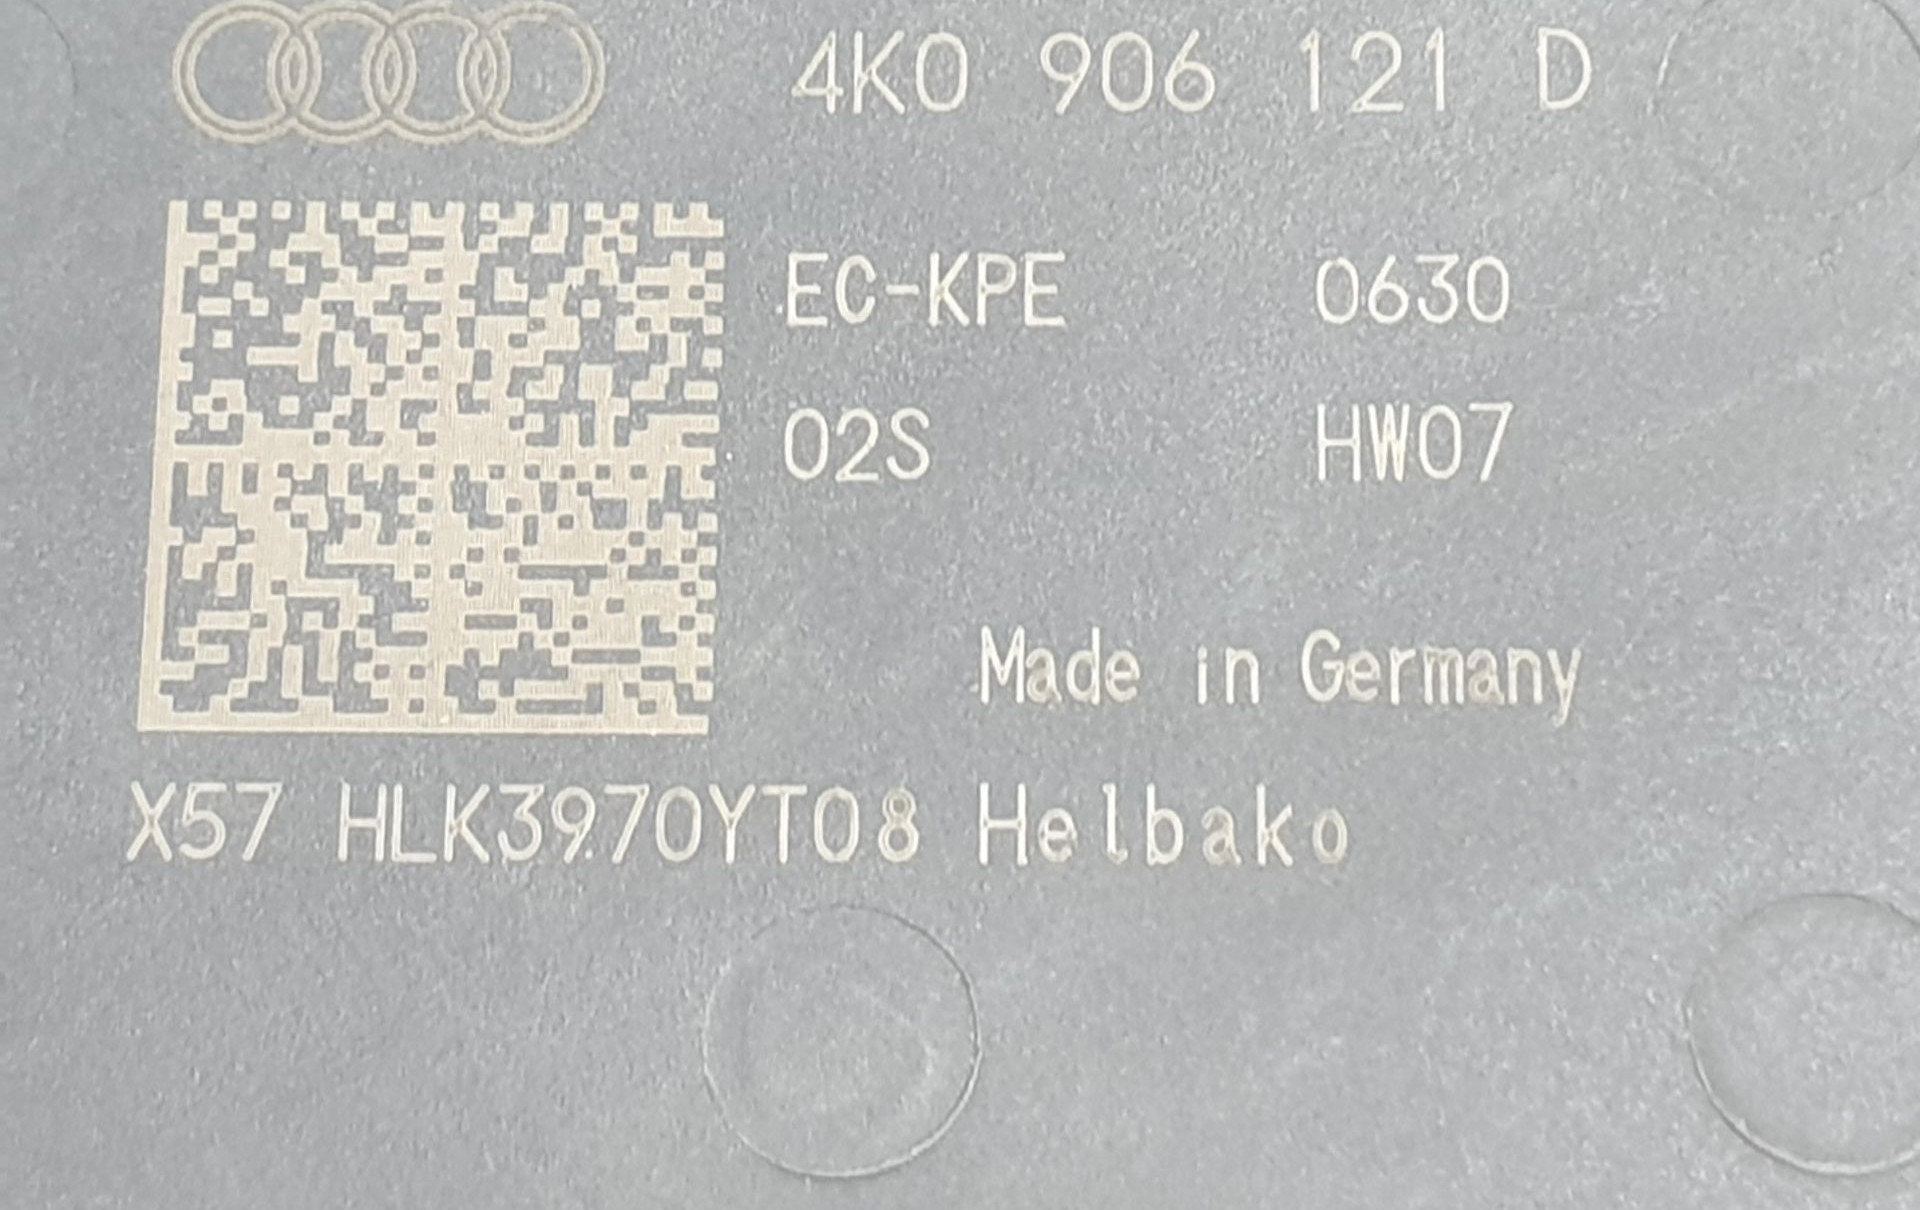 4K0 906 121 D
EC-KPE 0630
02S HW07
Made in Germany
X57 HLK3970YT08 Helbako